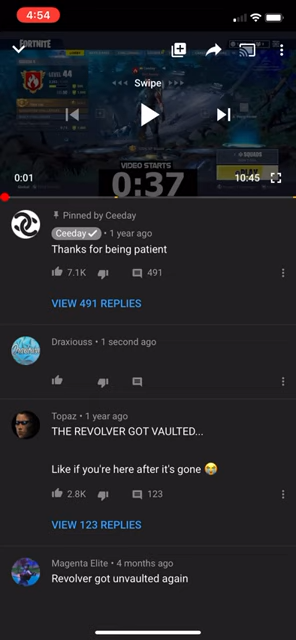 4:54
FORTNITE
LEVEL 44
Swipe
SQUAD
PLAY
VIDEO STARTS
0:37
0:01
10:45
Pinned by Ceeday
Ceeday • 1 year ago
Thanks for being patient
7.1K 491
VIEW 491 REPLIES
Draxiouss • 1 second ago
Topaz • 1 year ago
THE REVOLVER GOT VAULTED...
Like if you're here after it's gone 😭
2.8K 123
VIEW 123 REPLIES
Magenta Elite • 4 months ago
Revolver got unvaulted again